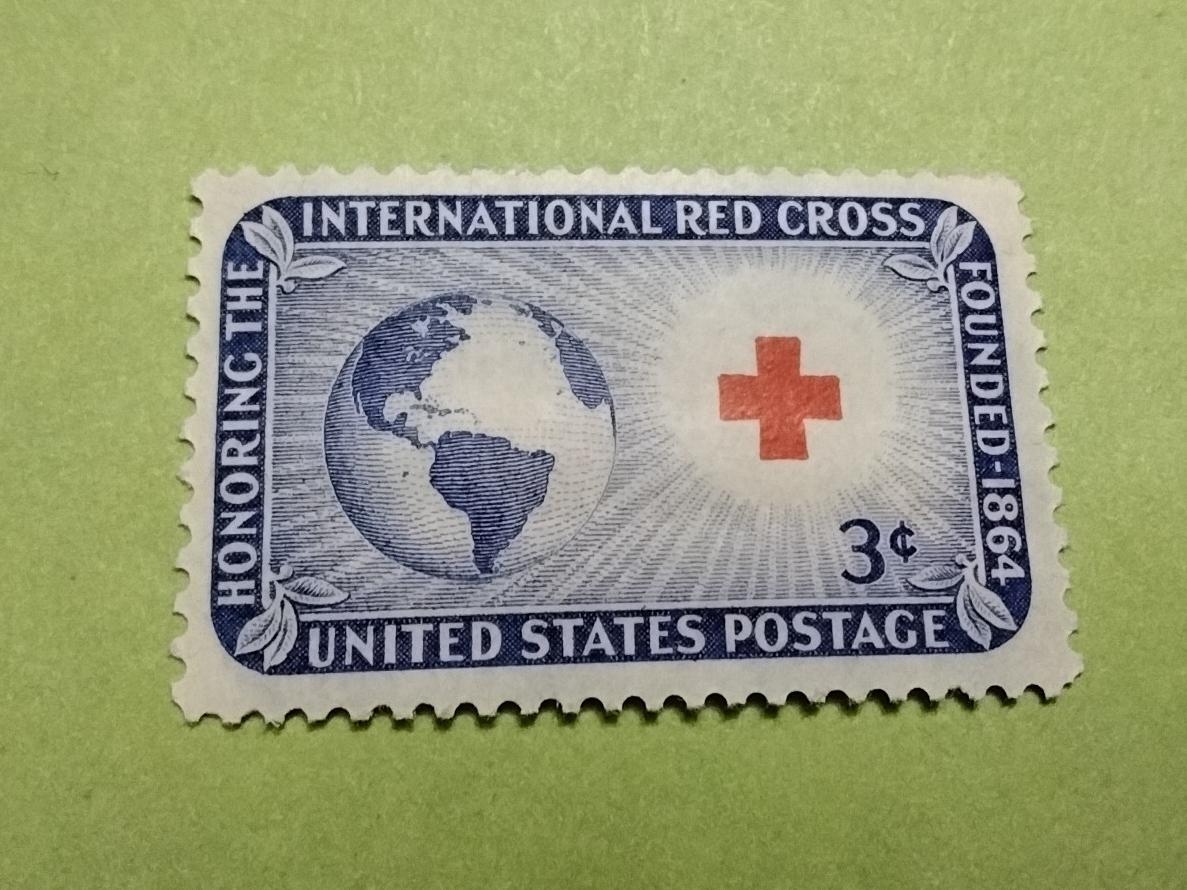 HONORING THE
INTERNATIONAL RED CROSS
FOUNDED-1864
3¢
UNITED STATES POSTAGE